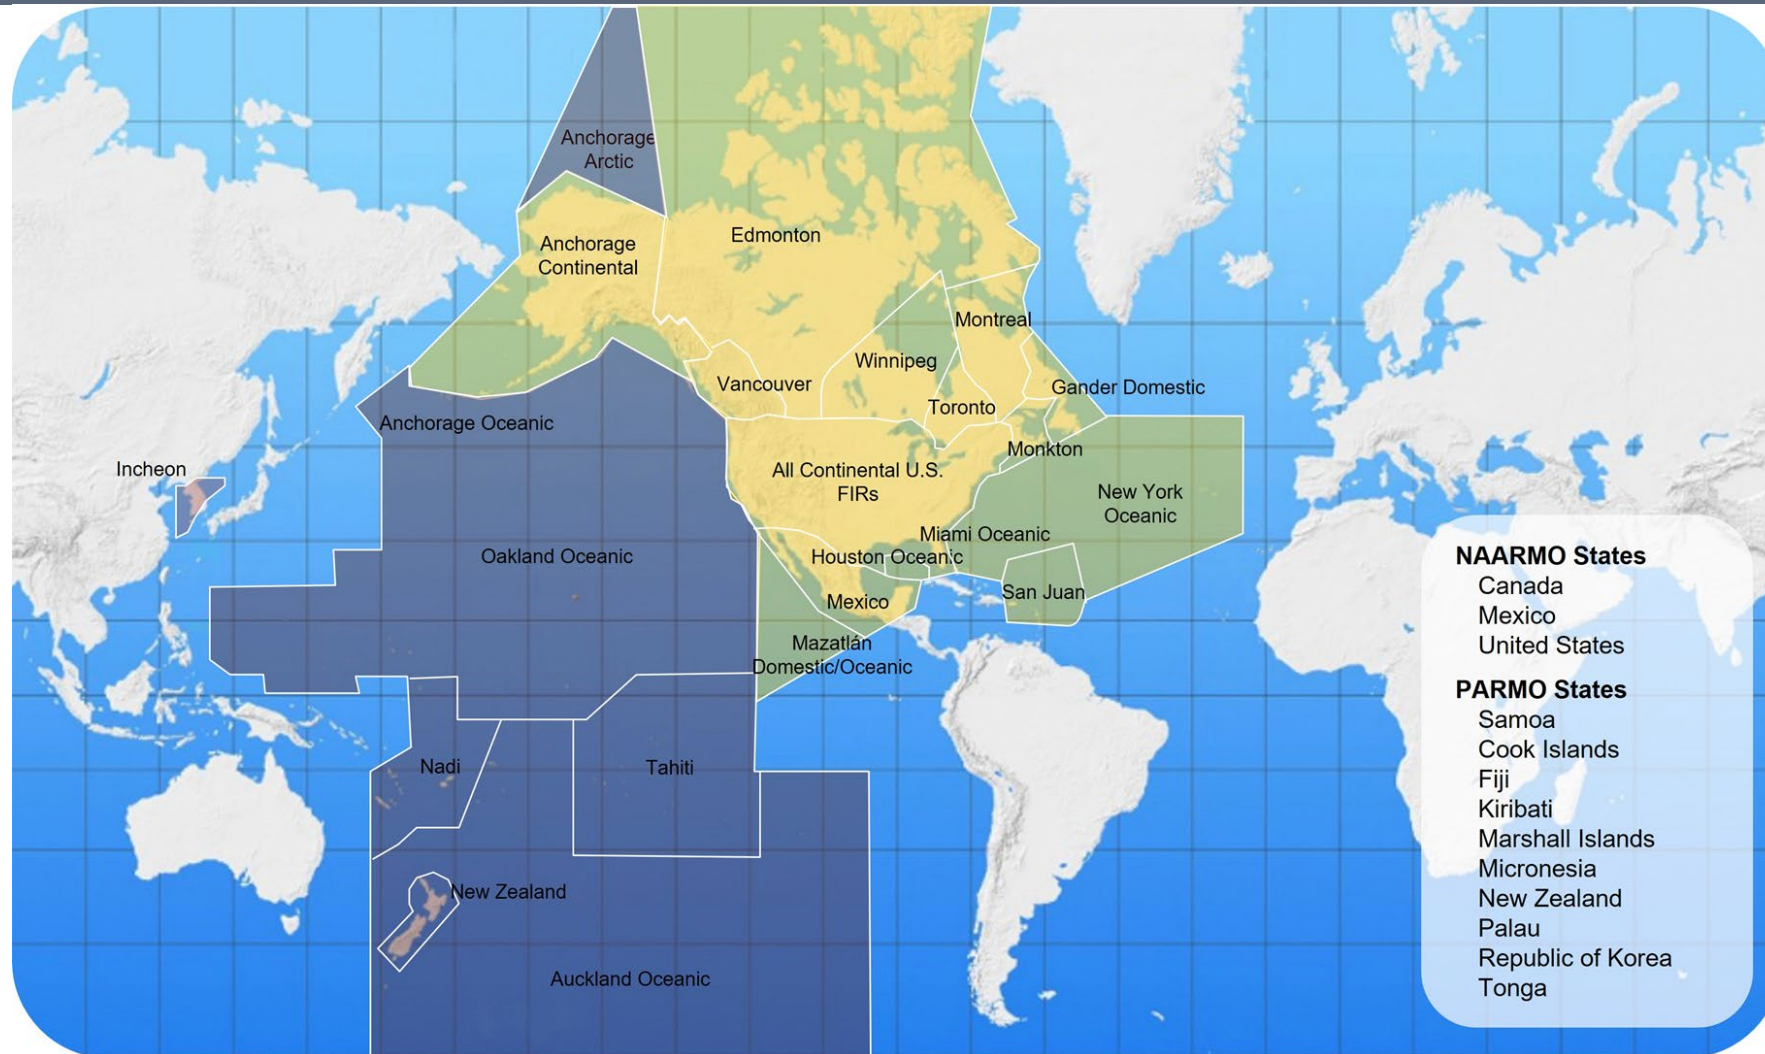 Anchorage
Arctic
Edmonton
Anchorage
Continental
Montreal
Winnipeg
Vancouver
Gander Domestic
Toronto
Anchorage Oceanic
Monkton
Incheon
All Continental U.S.
FIRs
New York
Oceanic
Miami Oceanic
Oakland Oceanic
Houston Oceanic
San Juan
Mexico
Mazatlán
Domestic/Oceanic
Nadi
Tahiti
New Zealand
Auckland Oceanic
NAARMO States
Canada
Mexico
United States
PARMO States
Samoa
Cook Islands
Fiji
Kiribati
Marshall Islands
Micronesia
New Zealand
Palau
Republic of Korea
Tonga